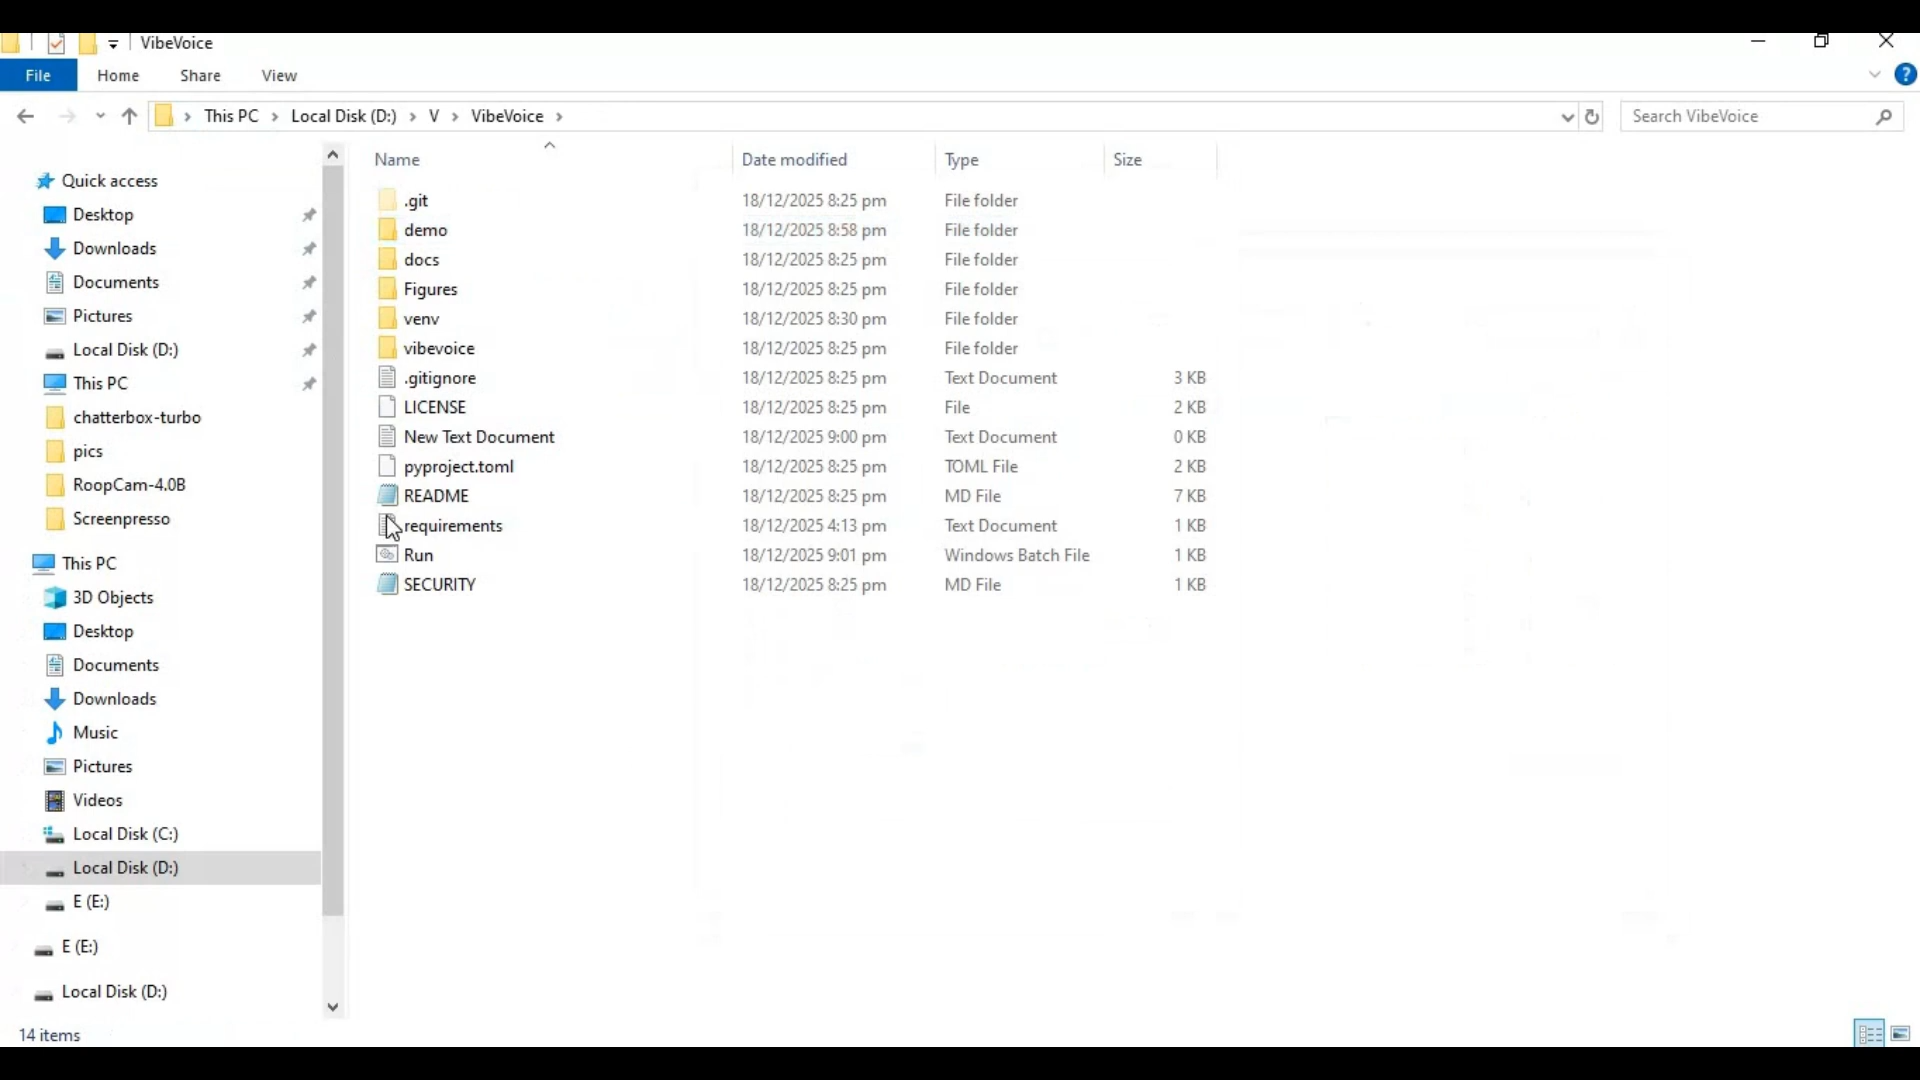 VibeVoice
File Home Share View
This PC Local Disk (D:) V VibeVoice Search VibeVoice
Quick access
Desktop
Downloads
Documents
Pictures
Local Disk (D:)
This PC
chatterbox-turbo
pics
RoopCam-4.0B
Screenpresso
This PC
3D Objects
Desktop
Documents
Downloads
Music
Pictures
Videos
Local Disk (C:)
Local Disk (D:)
E (E:)
E (E:)
Local Disk (D:)
Name Date modified Type Size
.git 18/12/2025 8:25 pm File folder
demo 18/12/2025 8:58 pm File folder
docs 18/12/2025 8:25 pm File folder
Figures 18/12/2025 8:25 pm File folder
venv 18/12/2025 8:30 pm File folder
vibevoice 18/12/2025 8:25 pm File folder
.gitignore 18/12/2025 8:25 pm Text Document 3 KB
LICENSE 18/12/2025 8:25 pm File 2 KB
New Text Document 18/12/2025 9:00 pm Text Document 0 KB
pyproject.toml 18/12/2025 8:25 pm TOML File 2 KB
README 18/12/2025 8:25 pm MD File 7 KB
requirements 18/12/2025 4:13 pm Text Document 1 KB
Run 18/12/2025 9:01 pm Windows Batch File 1 KB
SECURITY 18/12/2025 8:25 pm MD File 1 KB
14 items